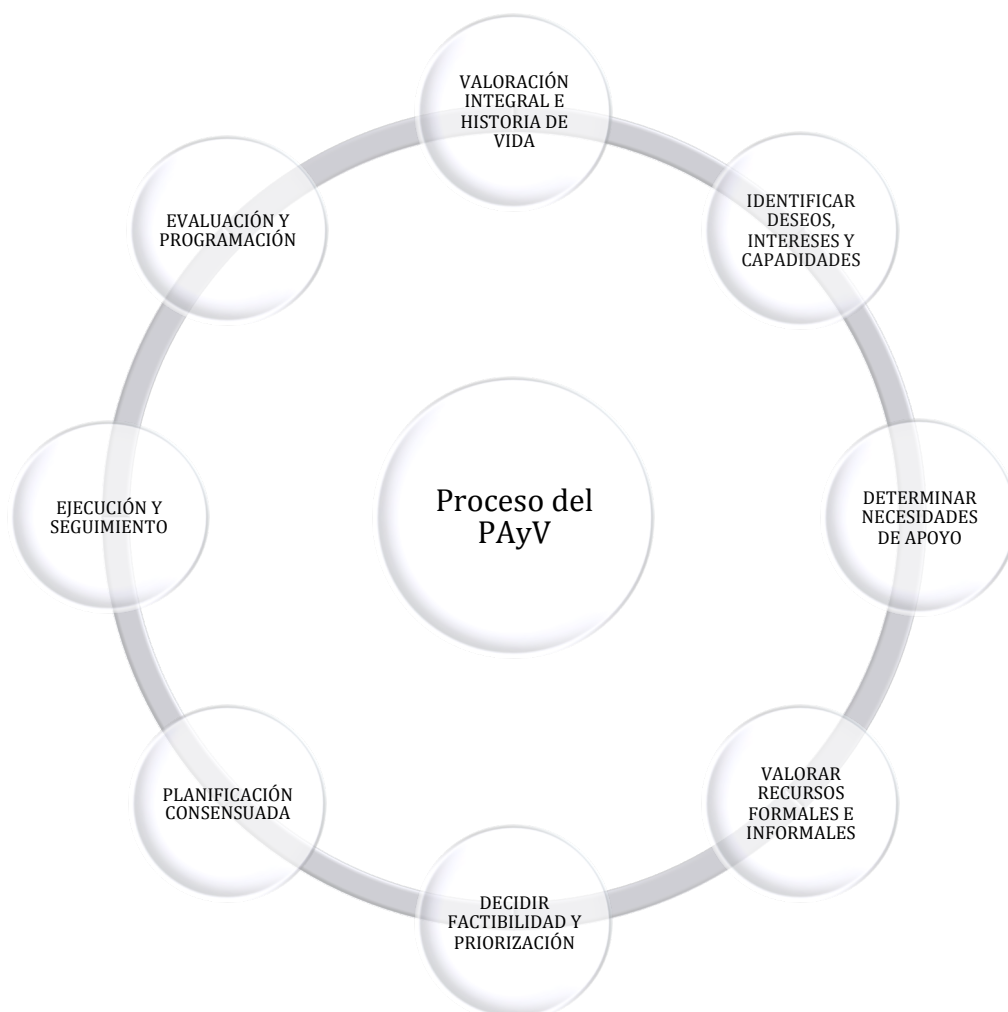 VALORACIÓN
INTEGRAL E
HISTORIA DE
VIDA
IDENTIFICAR
DESEOS,
INTERESES Y
CAPADIDADES
DETERMINAR
NECESIDADES
DE APOYO
VALORAR
RECURSOS
FORMALES E
INFORMALES
DECIDIR
FACTIBILIDAD Y
PRIORIZACIÓN
PLANIFICACIÓN
CONSENSUADA
EJECUCIÓN Y
SEGUIMIENTO
EVALUACIÓN Y
PROGRAMACIÓN
Proceso del
PAyV